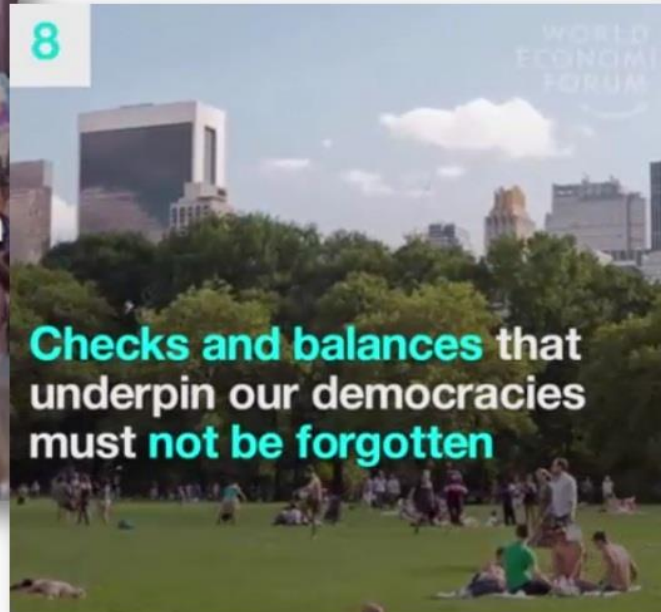 8
WORLD
ECONOMIC
FORUM
Checks and balances that
underpin our democracies
must not be forgotten